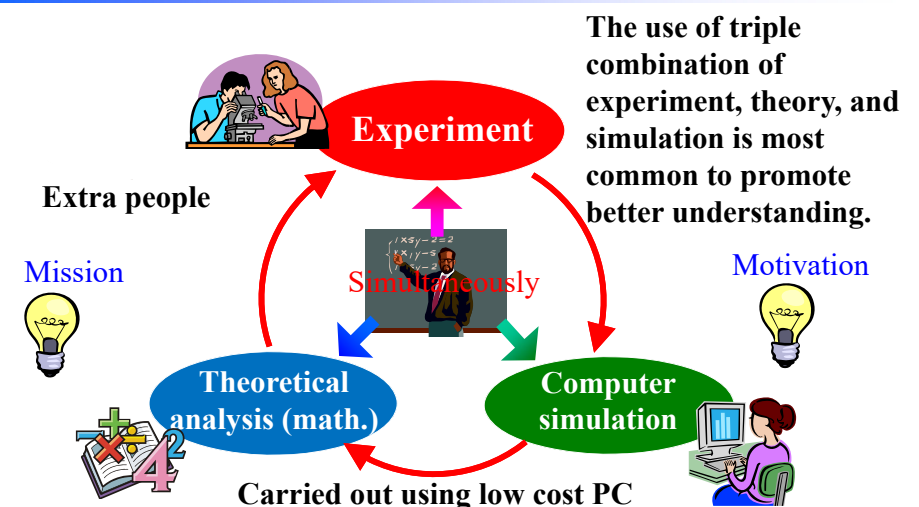 The use of triple
combination of
experiment, theory, and
simulation is most
common to promote
better understanding.
Experiment
Extra people
Mission
Simultaneously
Motivation
Theoretical
analysis (math.)
Computer
simulation
Carried out using low cost PC